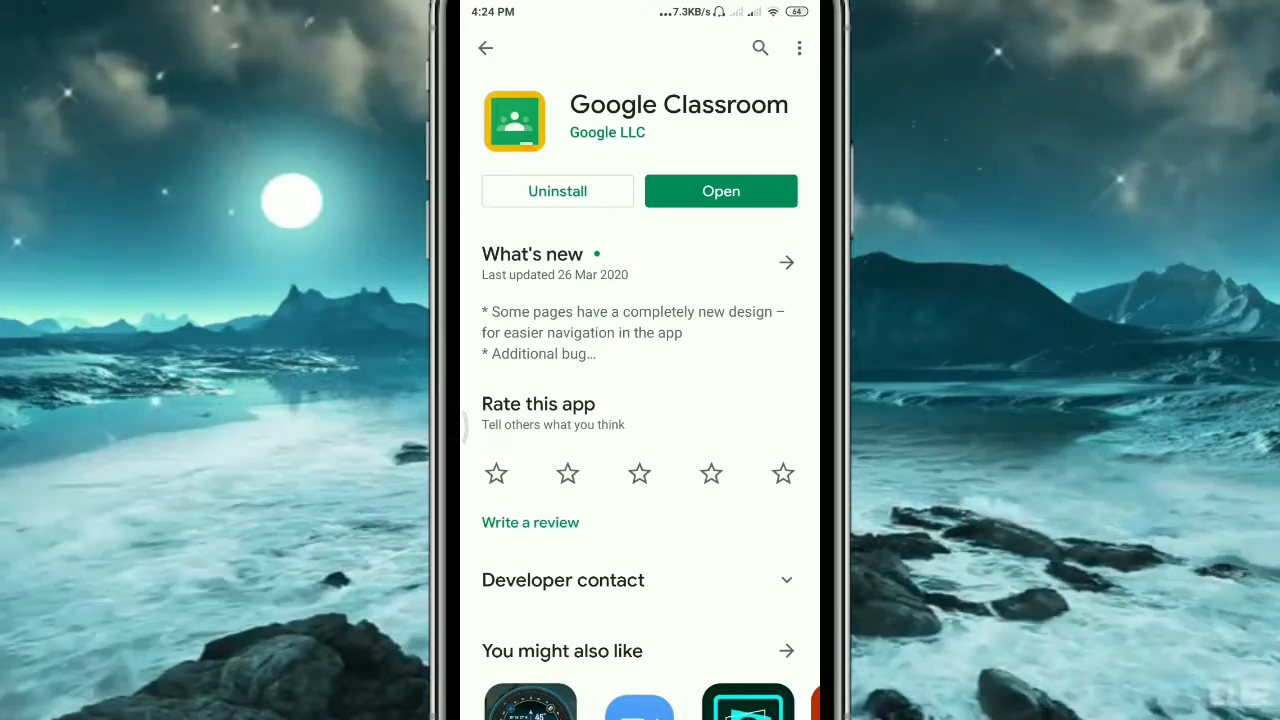 4:24 PM
...7.3KB/s
64
Google Classroom
Google LLC
Uninstall
Open
What's new
Last updated 26 Mar 2020
* Some pages have a completely new design –
for easier navigation in the app
* Additional bug...
Rate this app
Tell others what you think
Write a review
Developer contact
You might also like
45°